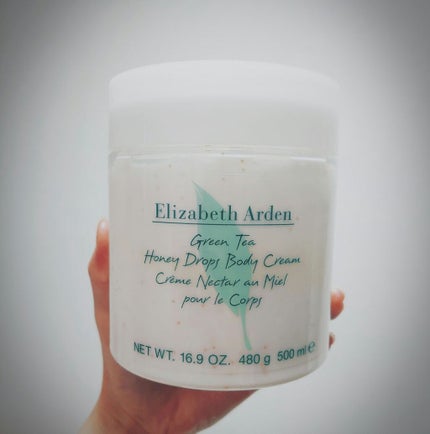 Elizabeth Arden
Green Tea
Honey Drops Body Cream
Crème Nectar au Miel
pour le Corps
NET WT. 16.9 OZ. 480 g 500 ml ℮